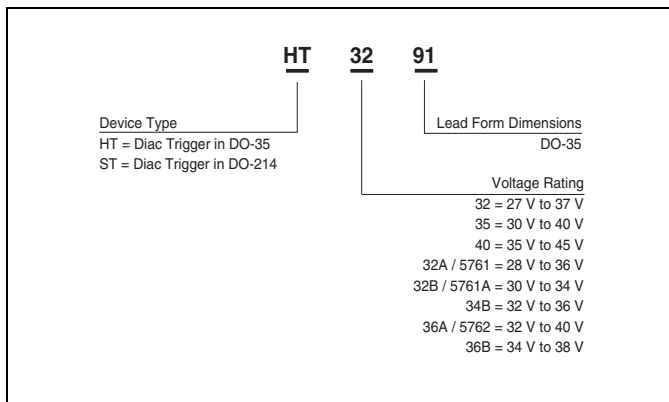 HT 32 91
Device Type
HT = Diac Trigger in DO-35
ST = Diac Trigger in DO-214
Lead Form Dimensions
DO-35
Voltage Rating
32 = 27 V to 37 V
35 = 30 V to 40 V
40 = 35 V to 45 V
32A / 5761 = 28 V to 36 V
32B / 5761A = 30 V to 34 V
34B = 32 V to 36 V
36A / 5762 = 32 V to 40 V
36B = 34 V to 38 V